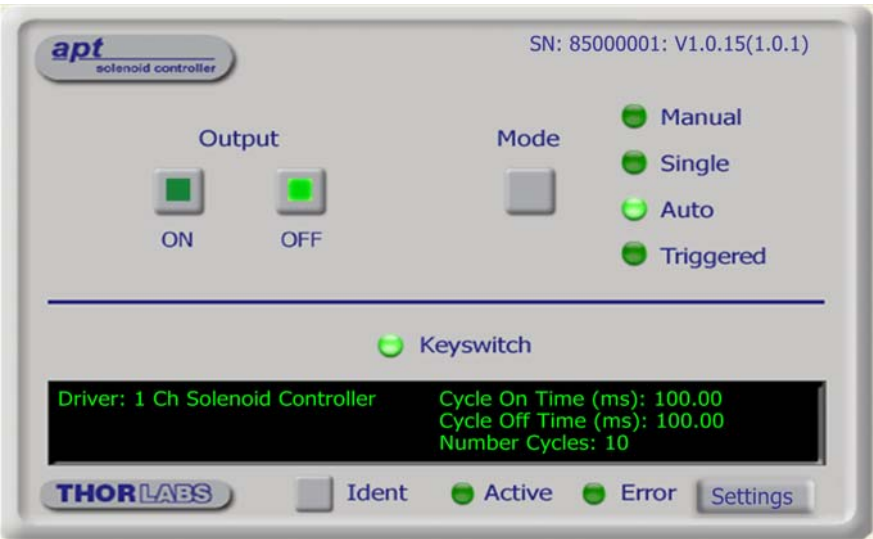 apt
solenoid controller
SN: 85000001: V1.0.15(1.0.1)
Output
ON
OFF
Mode
Manual
Single
Auto
Triggered
Keyswitch
Driver: 1 Ch Solenoid Controller
Cycle On Time (ms): 100.00
Cycle Off Time (ms): 100.00
Number Cycles: 10
THORLABS
Ident
Active
Error
Settings